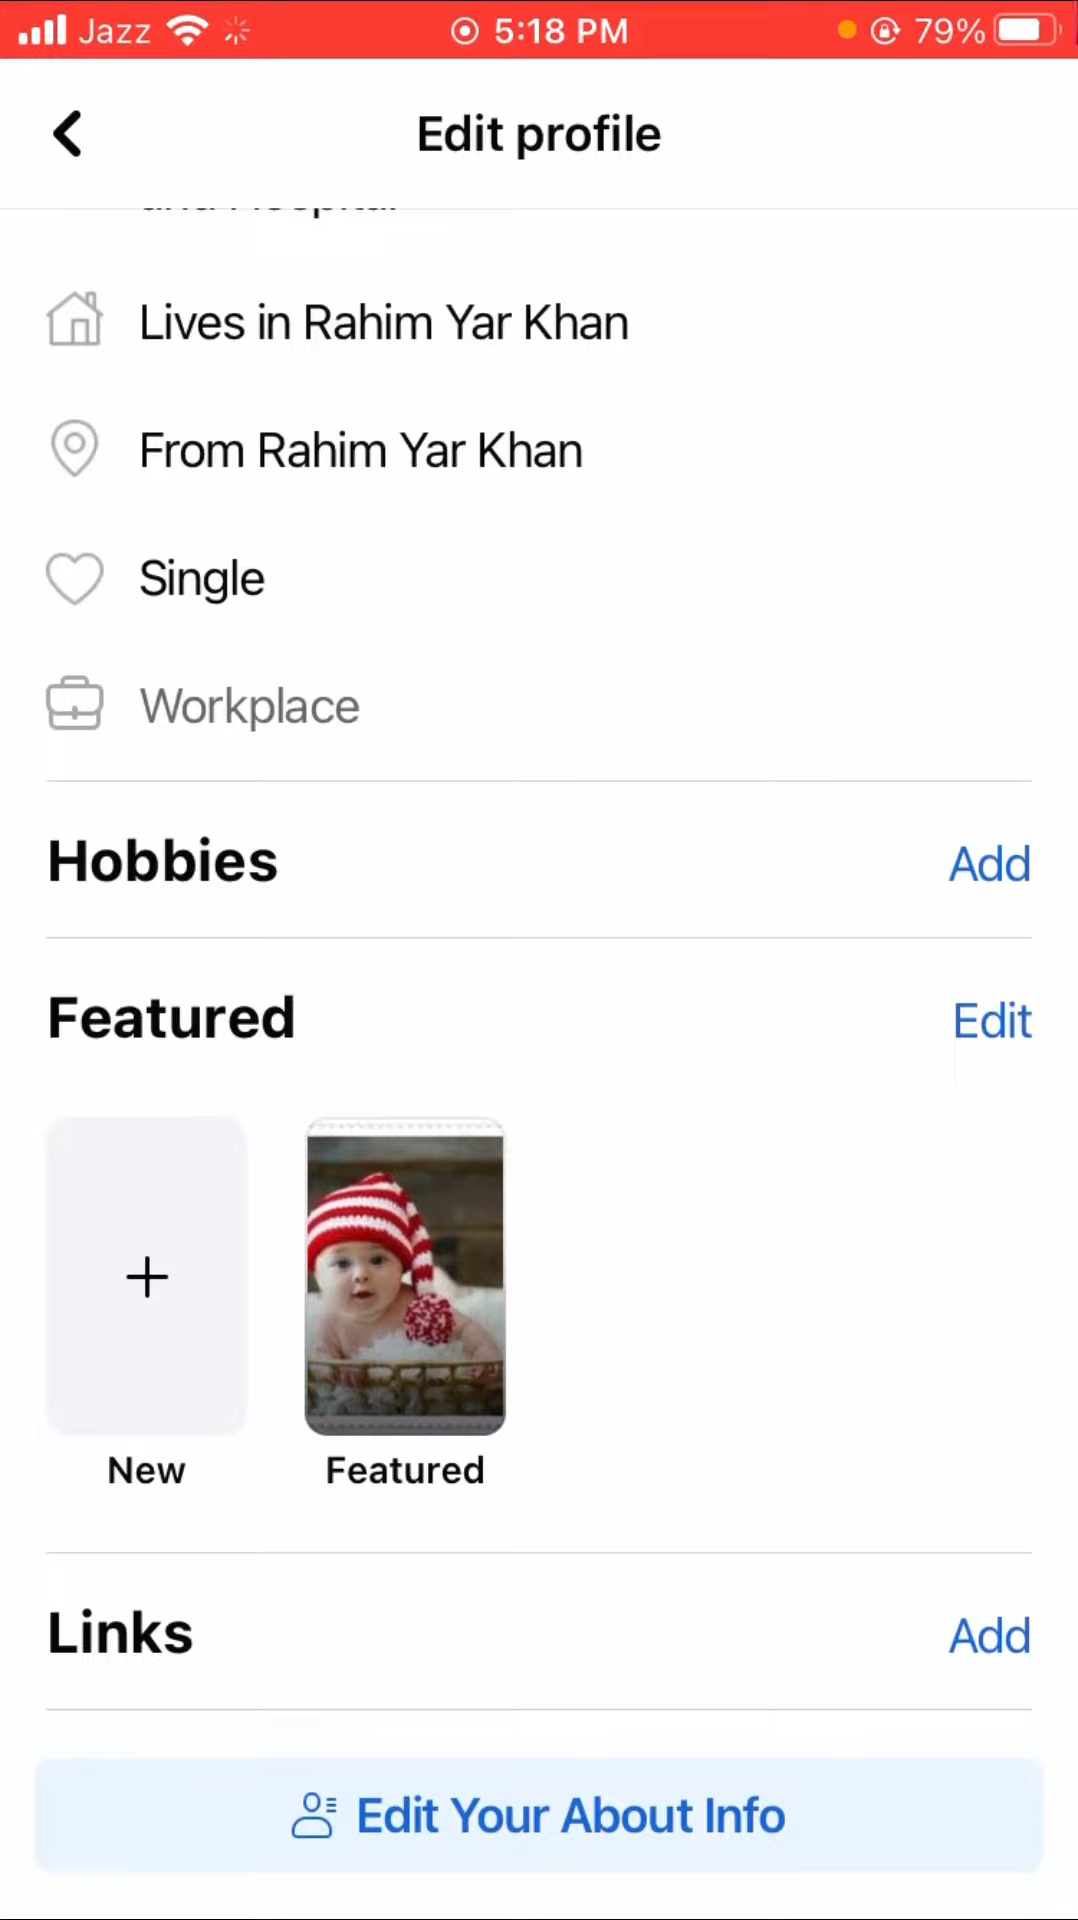 Jazz 5:18 PM 79%
Edit profile
Lives in Rahim Yar Khan
From Rahim Yar Khan
Single
Workplace
Hobbies Add
Featured Edit
New Featured
Links Add
Edit Your About Info